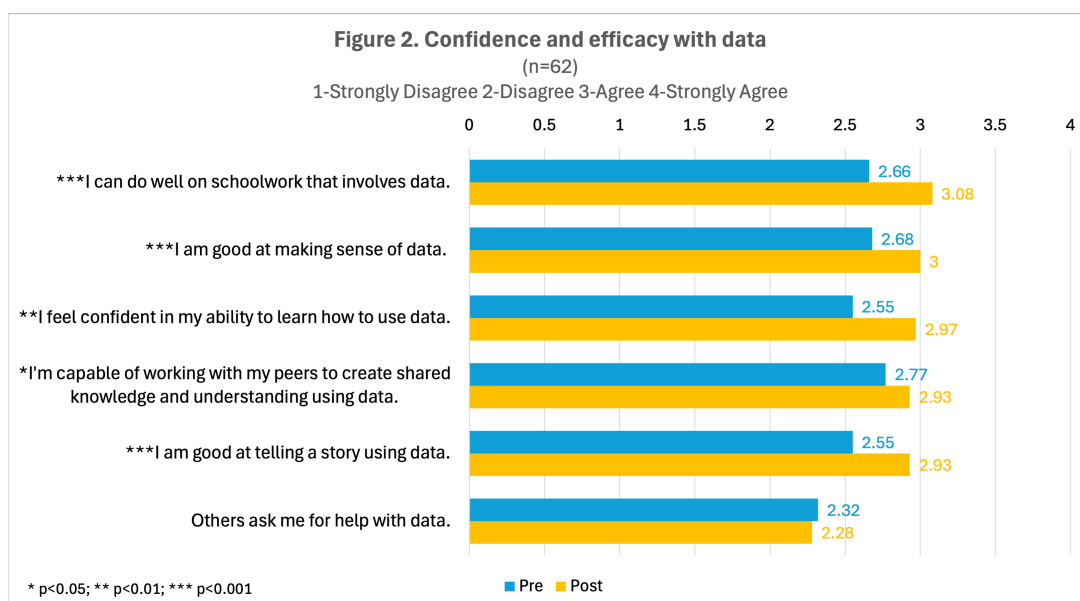 Figure 2. Confidence and efficacy with data
(n=62)
1-Strongly Disagree 2-Disagree 3-Agree 4-Strongly Agree
0 0.5 1 1.5 2 2.5 3 3.5 4
***I can do well on schoolwork that involves data.
2.66
3.08
***I am good at making sense of data.
2.68
3
**I feel confident in my ability to learn how to use data.
2.55
2.97
*I'm capable of working with my peers to create shared
knowledge and understanding using data.
2.77
2.93
***I am good at telling a story using data.
2.55
2.93
Others ask me for help with data.
2.32
2.28
* p<0.05; ** p<0.01; *** p<0.001
Pre Post